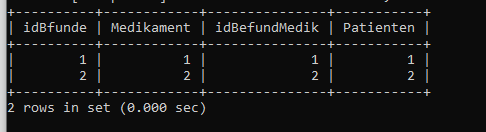 +---------+------------+---------------+-----------+
| idBfunde | Medikament | idBefundMedik | Patienten |
+---------+------------+---------------+-----------+
| 1 | 1 | 1 | 1 |
| 2 | 2 | 2 | 2 |
+---------+------------+---------------+-----------+
2 rows in set (0.000 sec)